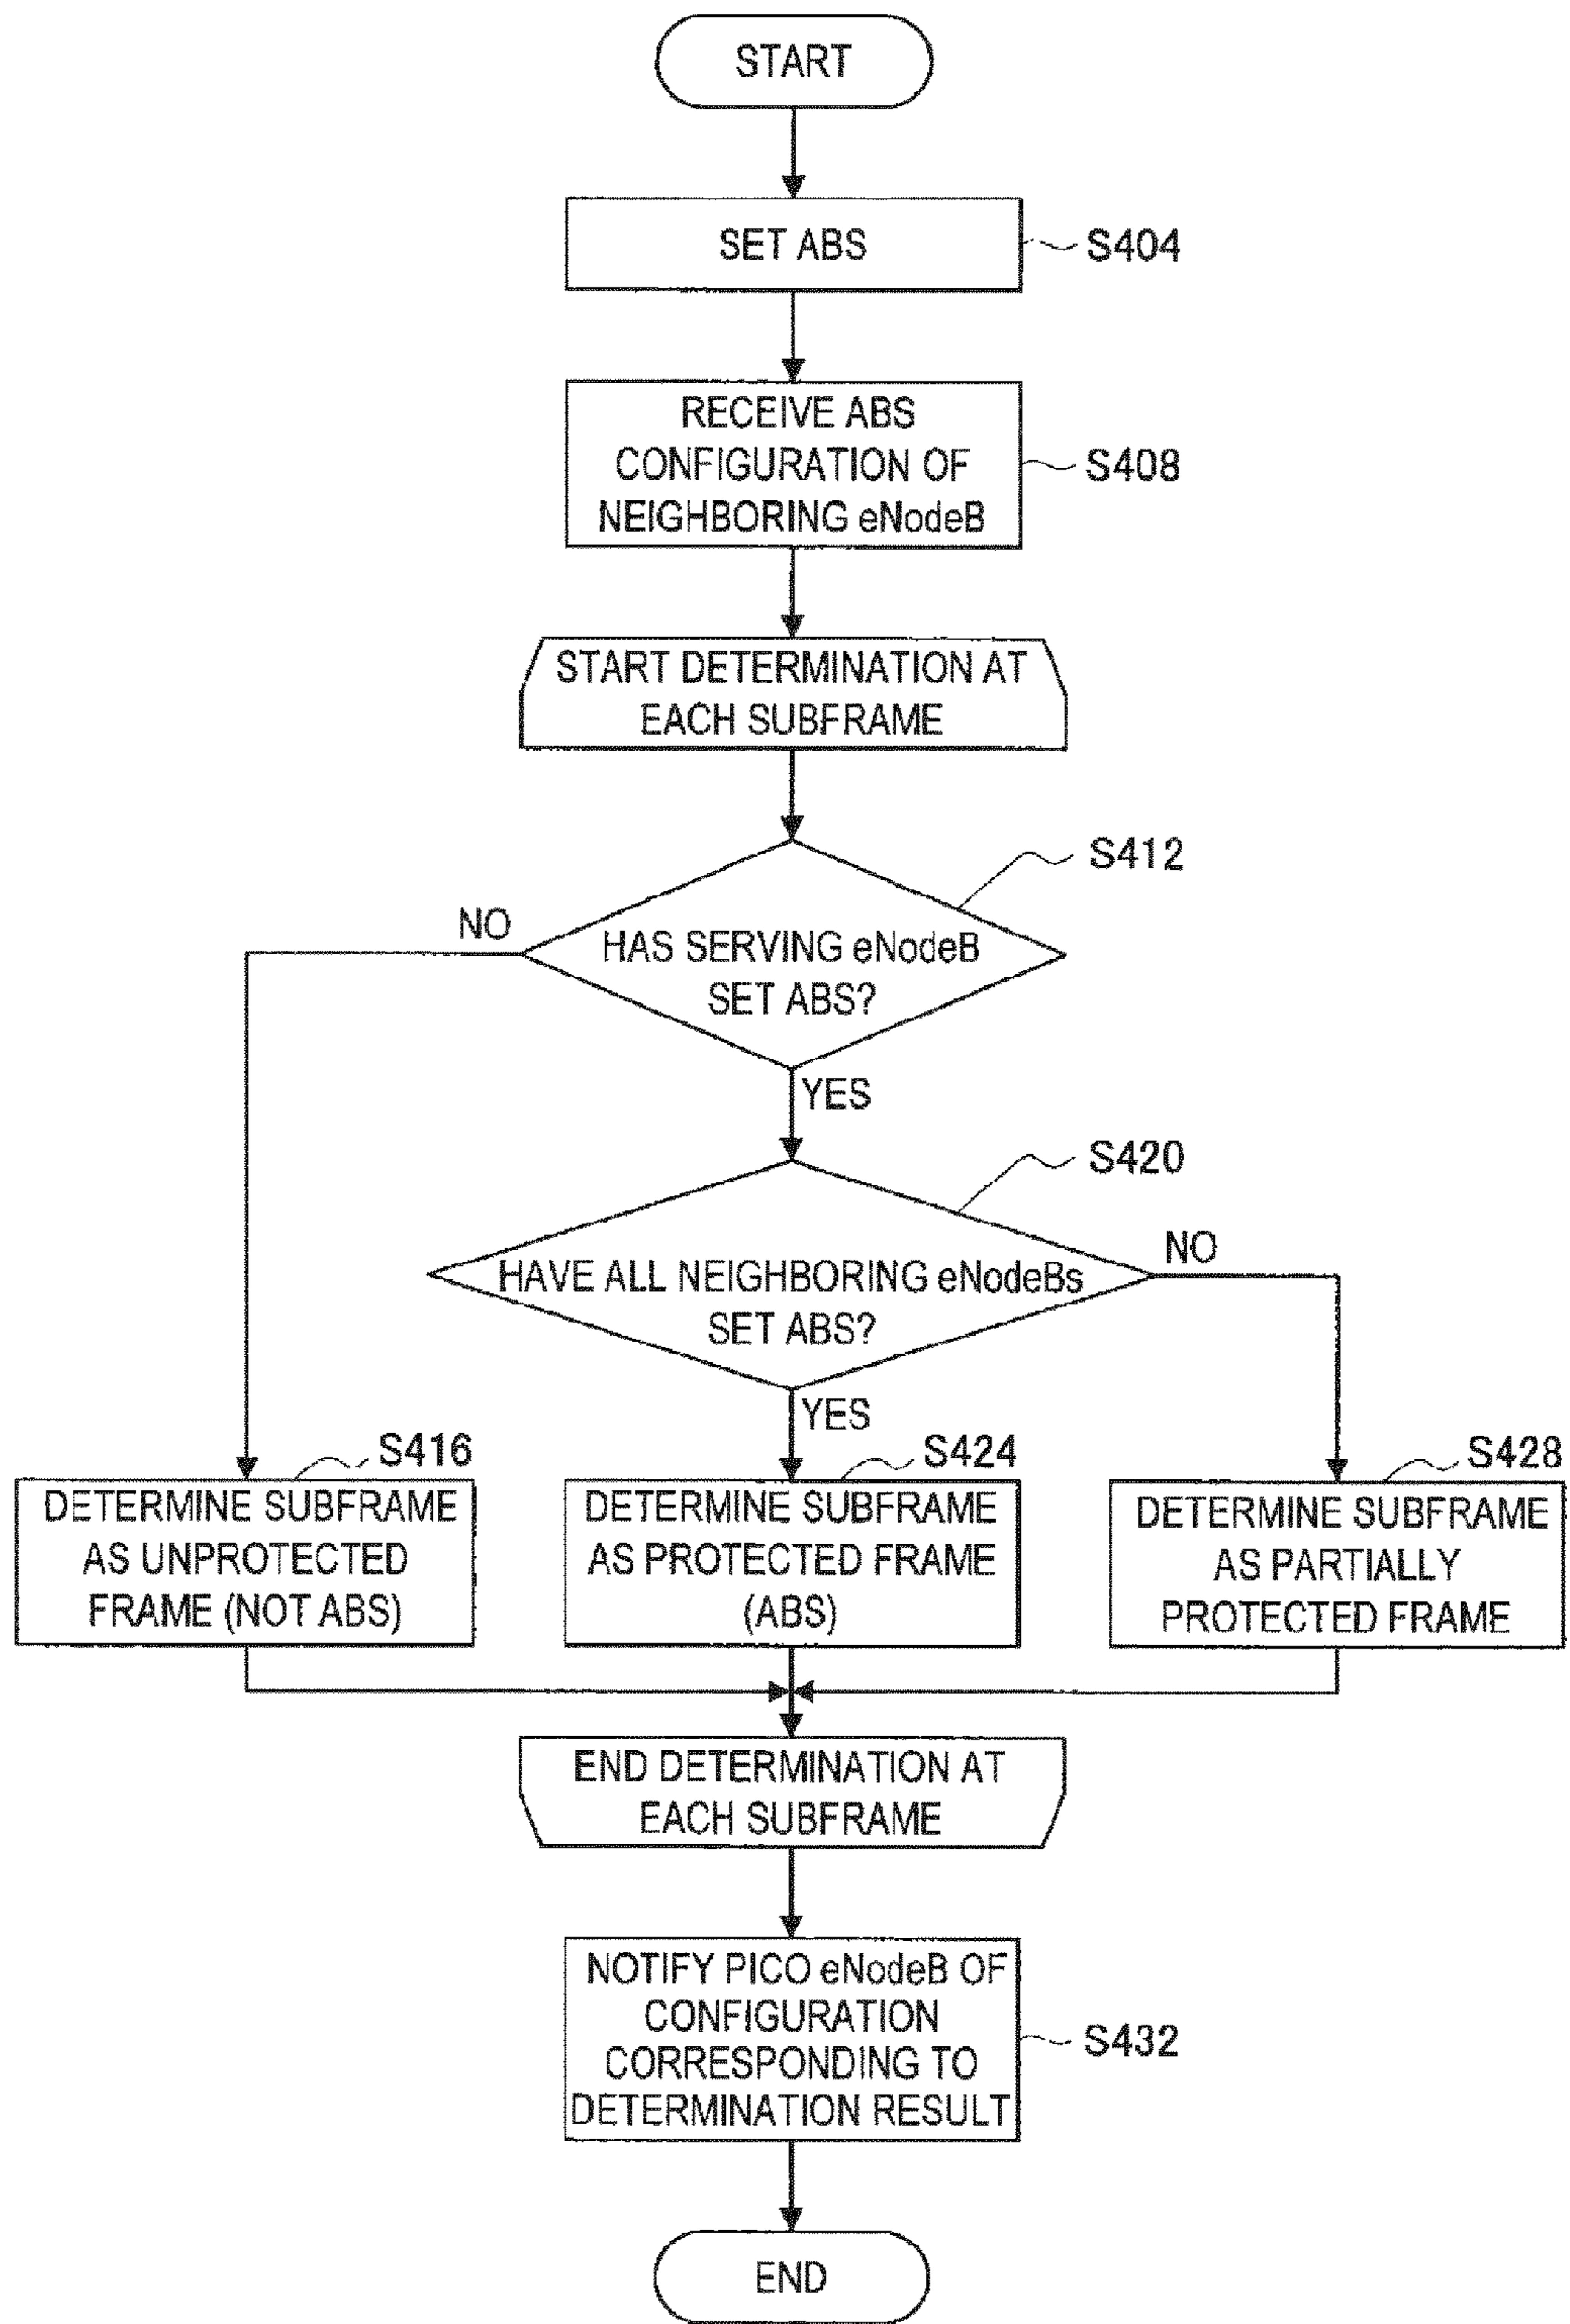 START
SET ABS
S404
RECEIVE ABS
CONFIGURATION OF
NEIGHBORING eNodeB
S408
START DETERMINATION AT
EACH SUBFRAME
S412
NO
HAS SERVING eNodeB
SET ABS?
YES
S420
NO
HAVE ALL NEIGHBORING eNodeBs
SET ABS?
YES
S416
DETERMINE SUBFRAME
AS UNPROTECTED
FRAME (NOT ABS)
S424
DETERMINE SUBFRAME
AS PROTECTED FRAME
(ABS)
S428
DETERMINE SUBFRAME
AS PARTIALLY
PROTECTED FRAME
END DETERMINATION AT
EACH SUBFRAME
NOTIFY PICO eNodeB OF
CONFIGURATION
CORRESPONDING TO
DETERMINATION RESULT
S432
END